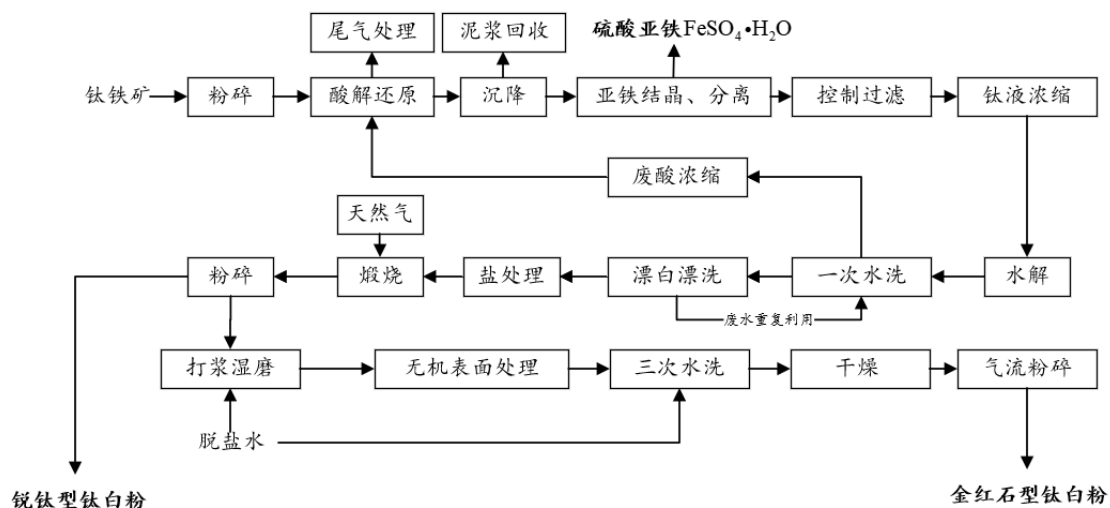 尾气处理
泥浆回收
硫酸亚铁FeSO₄•H₂O
钛铁矿
粉碎
酸解还原
沉降
亚铁结晶、分离
控制过滤
钛液浓缩
废酸浓缩
天然气
粉碎
煅烧
盐处理
漂白漂洗
一次水洗
水解
废水重复利用
打浆湿磨
无机表面处理
三次水洗
干燥
气流粉碎
脱盐水
锐钛型钛白粉
金红石型钛白粉